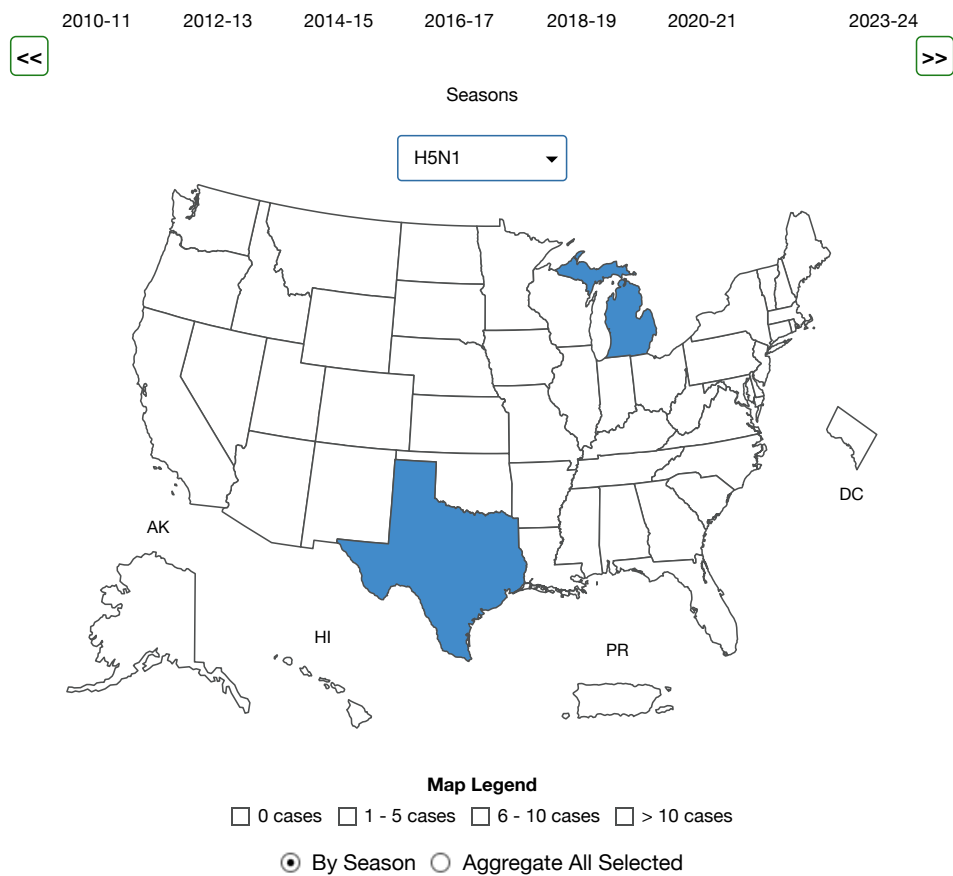 2010-11 2012-13 2014-15 2016-17 2018-19 2020-21 2023-24
<< >>
Seasons
H5N1
AK
HI
PR
DC
Map Legend
0 cases 1 - 5 cases 6 - 10 cases > 10 cases
By Season Aggregate All Selected